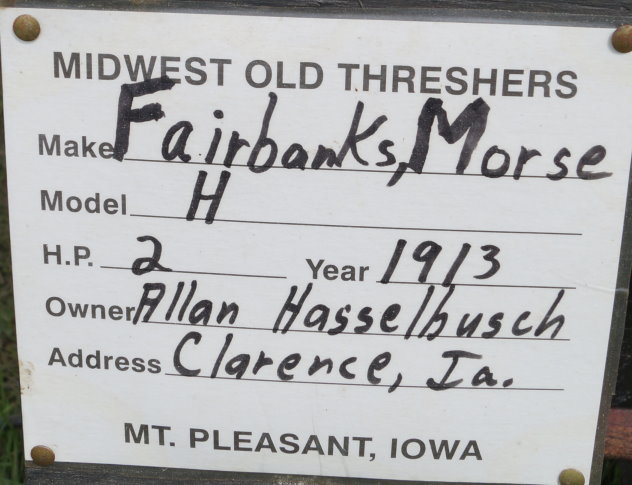 MIDWEST OLD THRESHERS
Make Fairbanks, Morse
Model H
H.P. 2 Year 1913
Owner Allan Hasselbusch
Address Clarence, Ia.
MT. PLEASANT, IOWA